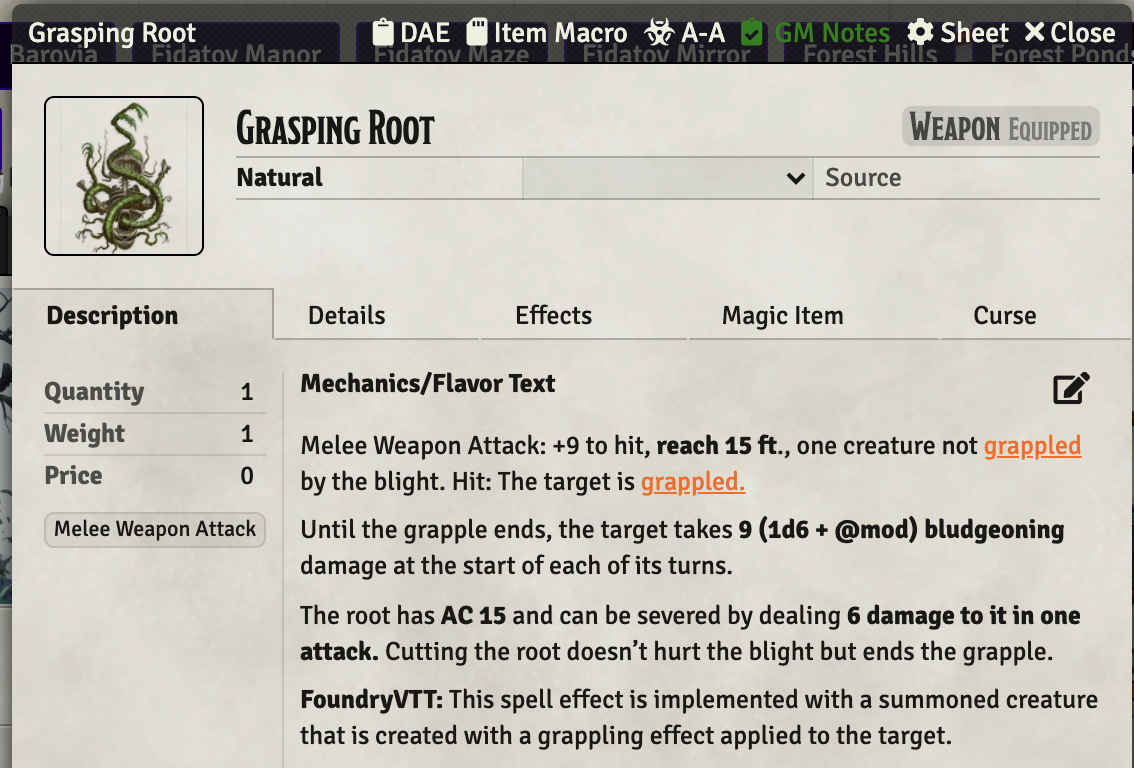 Grasping Root DAE Item Macro A-A GM Notes Sheet Close
Barovia Fidatov Manor Fidatov Maze Fidatov Mirror Forest Hills Forest Ponds
Grasping Root
Weapon Equipped
Natural Source
Description Details Effects Magic Item Curse
Quantity 1
Weight 1
Price 0
Melee Weapon Attack
Mechanics/Flavor Text
Melee Weapon Attack: +9 to hit, reach 15 ft., one creature not grappled
by the blight. Hit: The target is grappled.
Until the grapple ends, the target takes 9 (1d6 + @mod) bludgeoning
damage at the start of each of its turns.
The root has AC 15 and can be severed by dealing 6 damage to it in one
attack. Cutting the root doesn’t hurt the blight but ends the grapple.
FoundryVTT: This spell effect is implemented with a summoned creature
that is created with a grappling effect applied to the target.